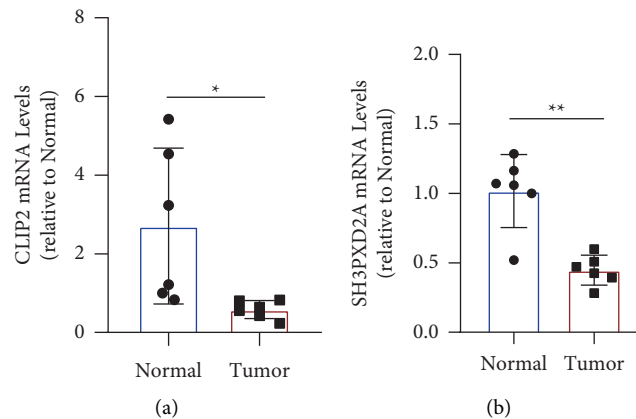 CLIP2 mRNA Levels
(relative to Normal)
8
6
4
2
0
*
Normal
Tumor
(a)
SH3PXD2A mRNA Levels
(relative to Normal)
2.0
1.5
1.0
0.5
0.0
**
Normal
Tumor
(b)